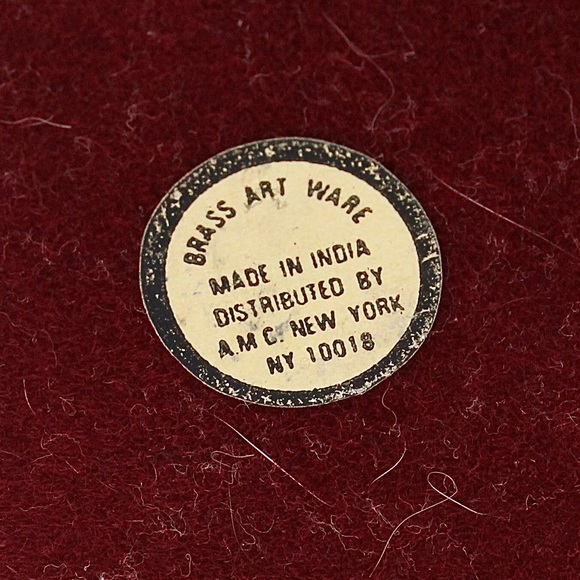 BRASS ART WARE
MADE IN INDIA
DISTRIBUTED BY
A.M.C. NEW YORK
NY 10018